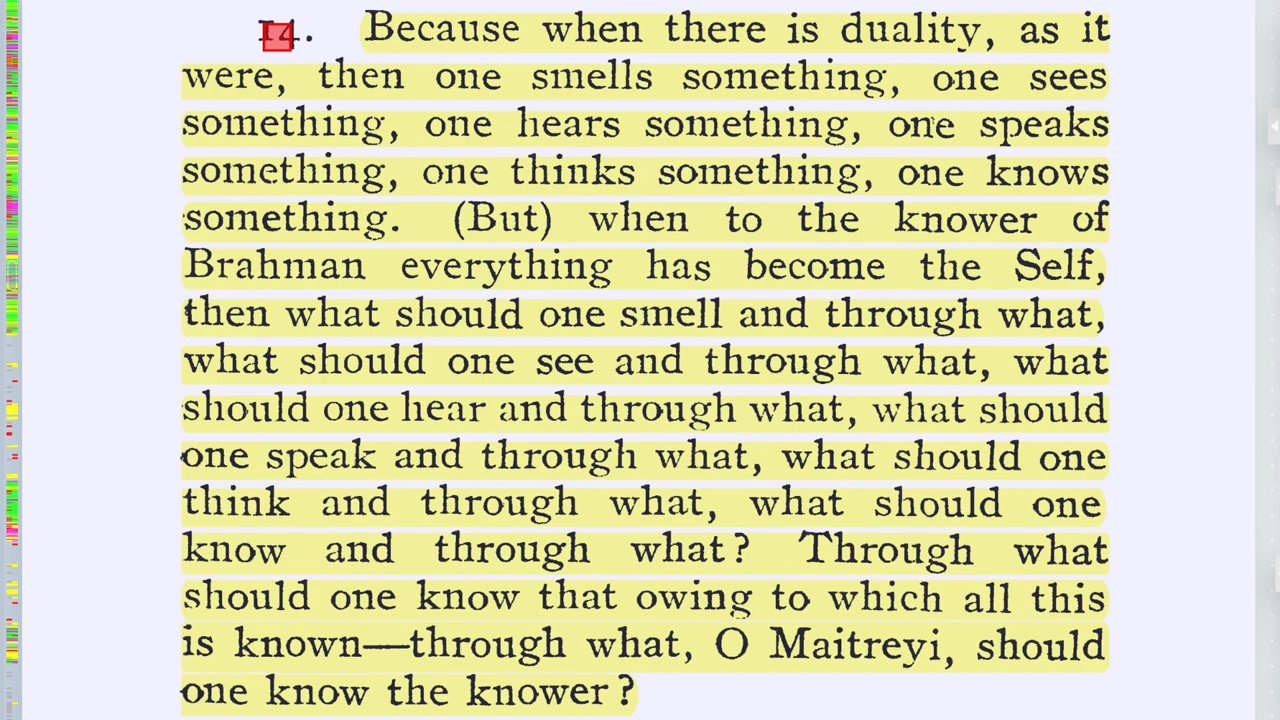 14. Because when there is duality, as it
were, then one smells something, one sees
something, one hears something, one speaks
something, one thinks something, one knows
something. (But) when to the knower of
Brahman everything has become the Self,
then what should one smell and through what,
what should one see and through what, what
should one hear and through what, what should
one speak and through what, what should one
think and through what, what should one
know and through what? Through what
should one know that owing to which all this
is known—through what, O Maitreyi, should
one know the knower?